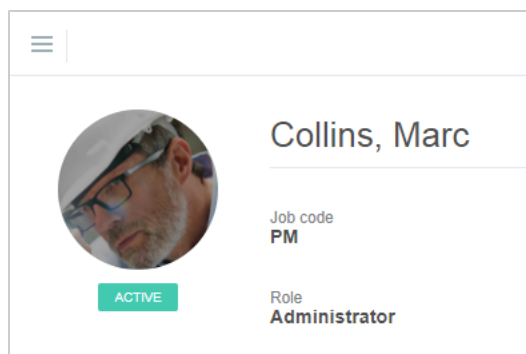 Collins, Marc
Job code
PM
ACTIVE
Role
Administrator